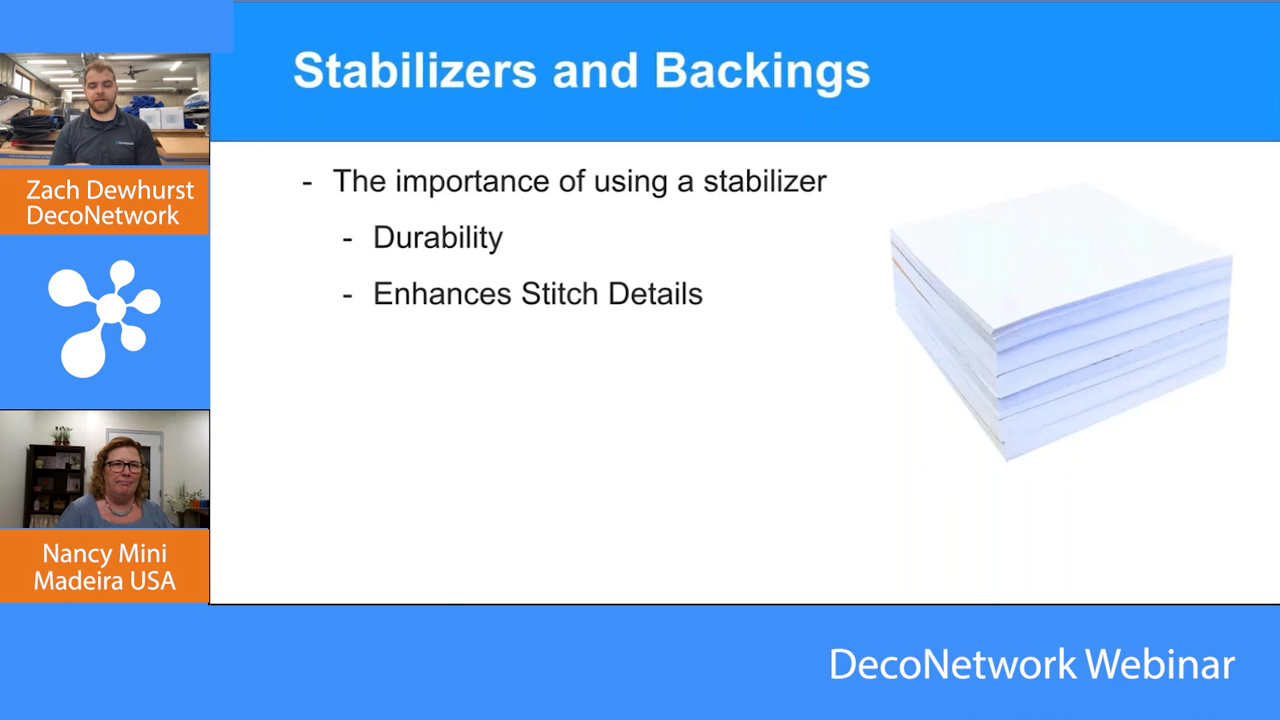 Stabilizers and Backings
Zach Dewhurst
DecoNetwork
- The importance of using a stabilizer
- Durability
- Enhances Stitch Details
Nancy Mini
Madeira USA
DecoNetwork Webinar